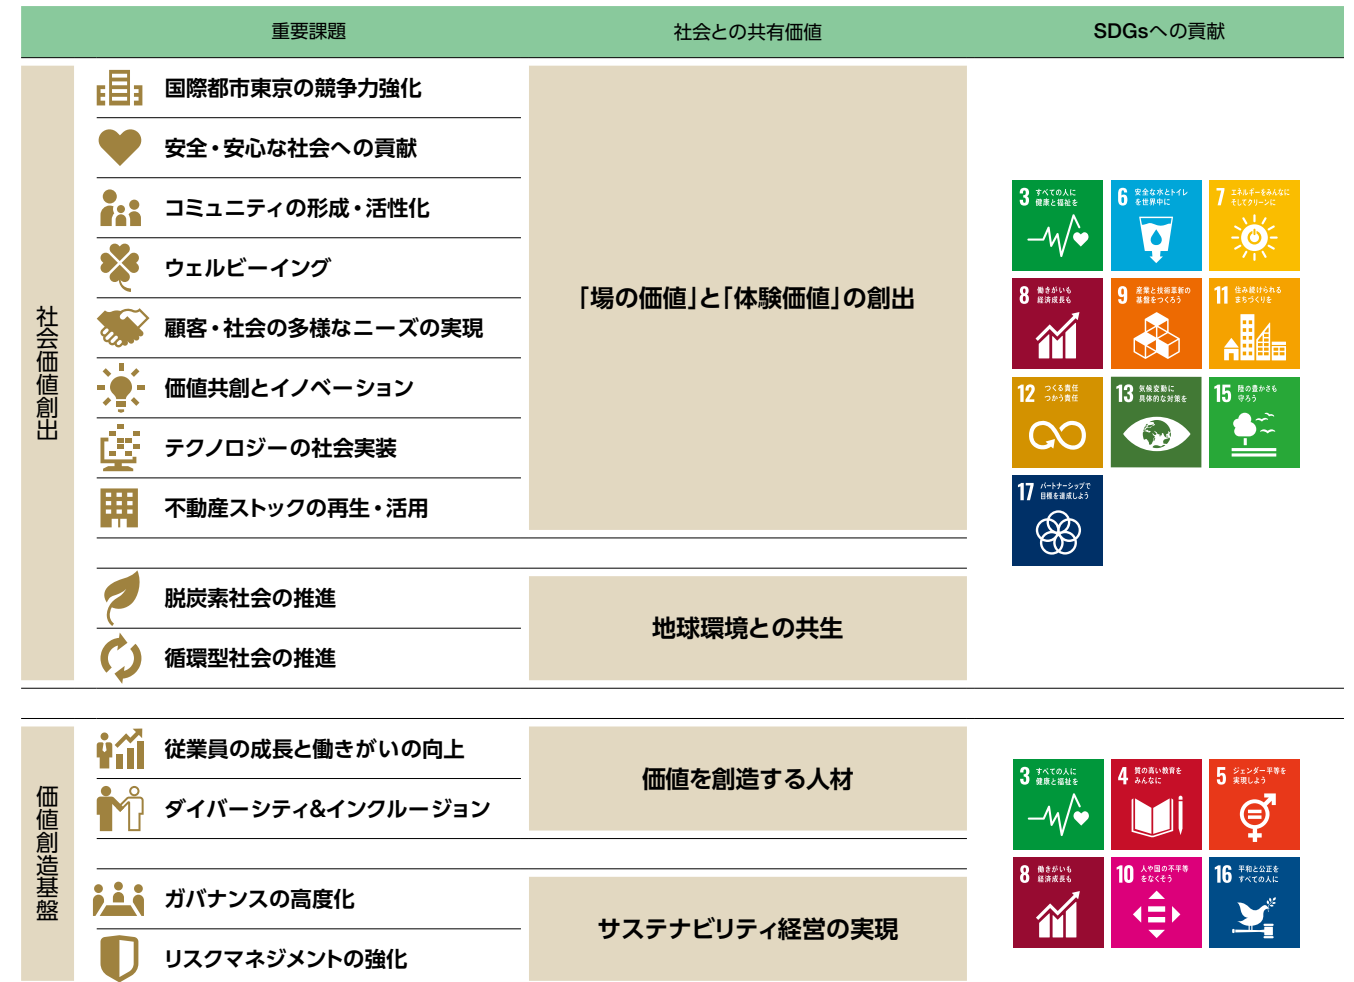 重要課題
社会との共有価値
SDGsへの貢献
社会価値創出
国際都市東京の競争力強化
安全・安心な社会への貢献
コミュニティの形成・活性化
ウェルビーイング
顧客・社会の多様なニーズの実現
価値共創とイノベーション
テクノロジーの社会実装
不動産ストックの再生・活用
「場の価値」と「体験価値」の創出
脱炭素社会の推進
循環型社会の推進
地球環境との共生
3 すべての人に
健康と福祉を
6 安全な水とトイレ
を世界中に
7 エネルギーをみんなに
そしてクリーンに
8 働きがいも
経済成長も
9 産業と技術革新の
基盤をつくろう
11 住み続けられる
まちづくりを
12 つくる責任
つかう責任
13 気候変動に
具体的な対策を
15 陸の豊かさも
守ろう
17 パートナーシップで
目標を達成しよう
価値創造基盤
従業員の成長と働きがいの向上
ダイバーシティ&インクルージョン
価値を創造する人材
ガバナンスの高度化
リスクマネジメントの強化
サステナビリティ経営の実現
3 すべての人に
健康と福祉を
4 質の高い教育を
みんなに
5 ジェンダー平等を
実現しよう
8 働きがいも
経済成長も
10 人や国の不平等
をなくそう
16 平和と公正を
すべての人に